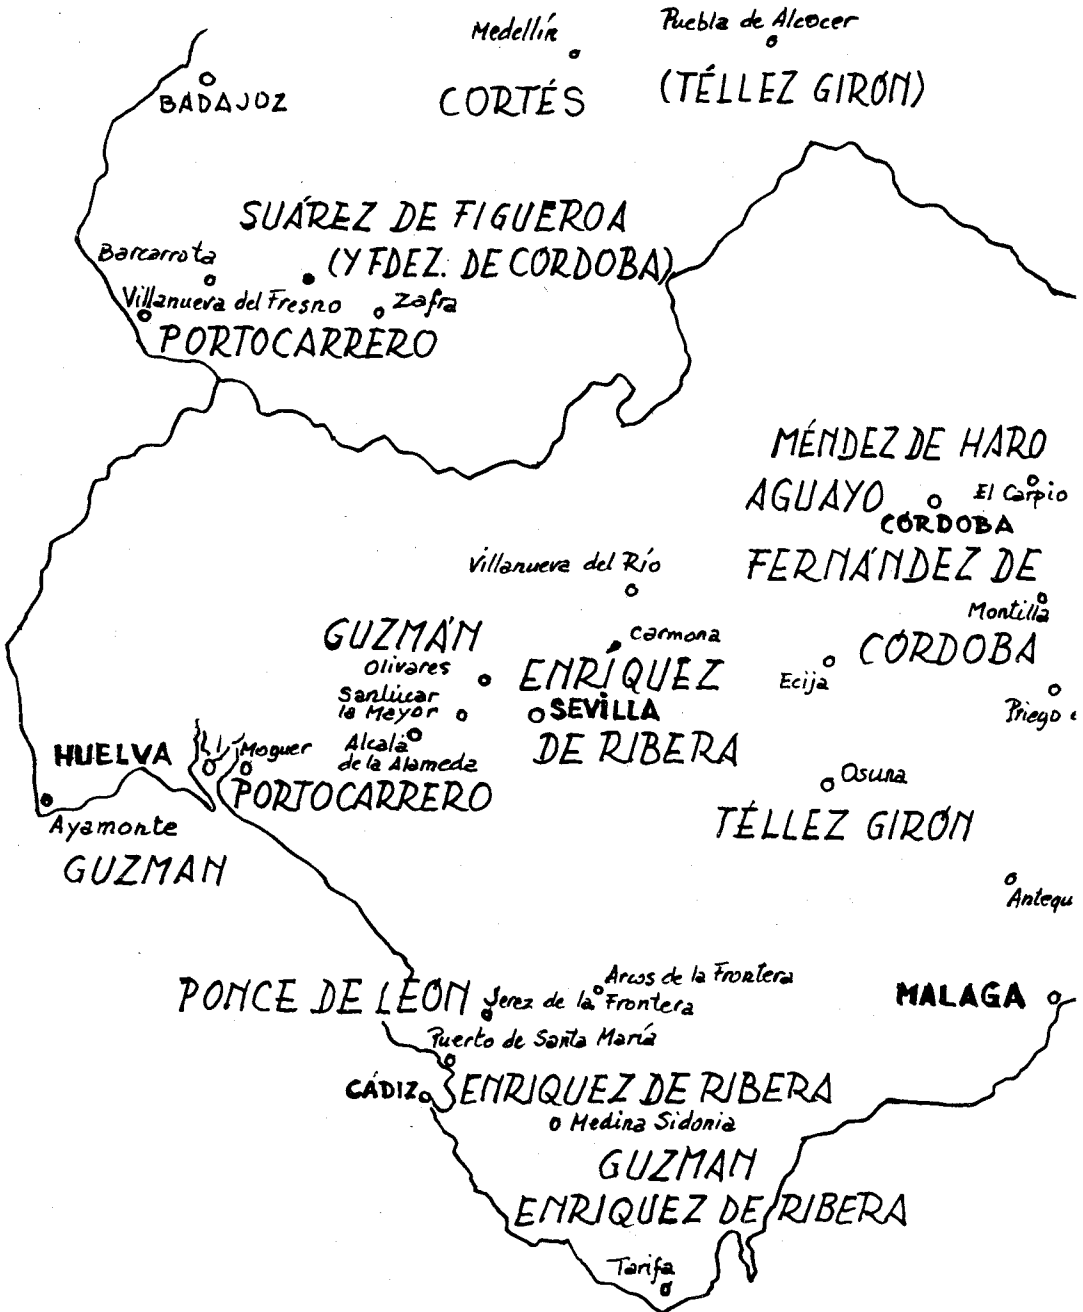 Medellín
Puebla de Alcocer
BADAJOZ
CORTÉS
(TÉLLEZ GIRÓN)
SUÁREZ DE FIGUEROA
(Y FDEZ. DE CÓRDOBA)
Barcarrota
Villanueva del Fresno
Zafra
PORTOCARRERO
MÉNDEZ DE HARO
AGUAYO
El Carpio
CÓRDOBA
FERNÁNDEZ DE
Villanueva del Río
Montilla
CÓRDOBA
GUZMÁN
Carmona
Olivares
ENRÍQUEZ
Ecija
Sanlúcar
la Mayor
SEVILLA
Priego
HUELVA
Moguer
Alcalá
de la Alameda
DE RIBERA
PORTOCARRERO
Osuna
Ayamonte
TÉLLEZ GIRÓN
GUZMAN
Antequ
PONCE DE LEÓN
Arcos de la Frontera
Jerez de la Frontera
MALAGA
Puerto de Santa María
CÁDIZ
ENRIQUEZ DE RIBERA
Medina Sidonia
GUZMAN
ENRIQUEZ DE RIBERA
Tarifa